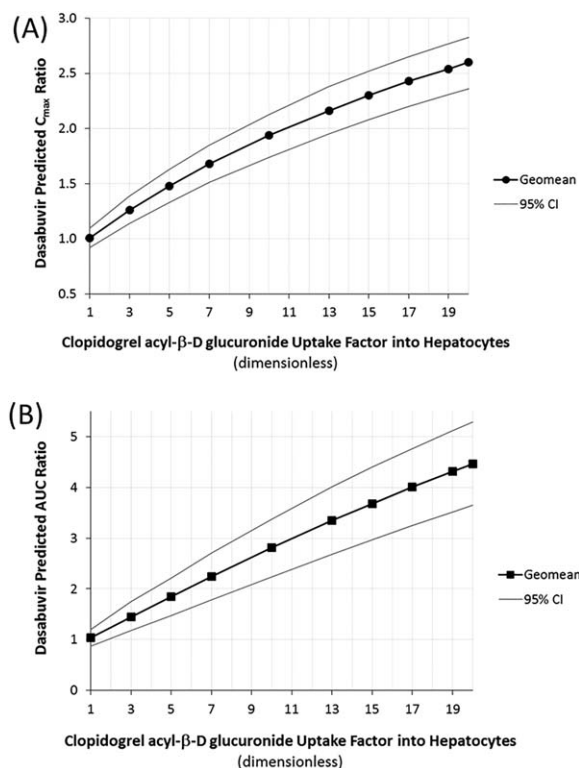 (A)
3.0
2.5
2.0
1.5
1.0
0.5
Dasabuvir Predicted Cmax Ratio
1 3 5 7 9 11 13 15 17 19
Clopidogrel acyl-β-D glucuronide Uptake Factor into Hepatocytes
(dimensionless)
Geomean
95% CI
(B)
5
4
3
2
1
0
Dasabuvir Predicted AUC Ratio
1 3 5 7 9 11 13 15 17 19
Clopidogrel acyl-β-D glucuronide Uptake Factor into Hepatocytes
(dimensionless)
Geomean
95% CI